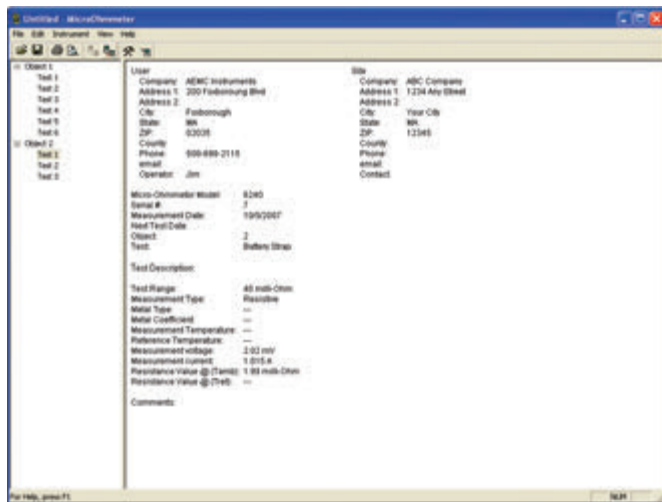 Untitled - MicroOhmmeter
File Edit Instrument View Help
Object 1
Test 1
Test 2
Test 3
Test 4
Test 5
Test 6
Object 2
Test 1
Test 2
Test 3
User
Company: AEMC Instruments
Address 1: 200 Foxborough Blvd
Address 2:
City: Foxborough
State: MA
ZIP: 02035
Country:
Phone: 508-698-2115
email:
Operator: Jim
Site
Company: ABC Company
Address 1: 1234 Any Street
Address 2:
City: Your City
State: MA
ZIP: 12345
County:
Phone:
email:
Contact:
Micro-Ohmmeter Model: 6240
Serial #: 7
Measurement Date: 10/9/2007
Next Test Date:
Object: 2
Test: Battery Strap
Test Description:
Test Range: 40 milli-Ohm
Measurement Type: Resistive
Metal Type: ---
Metal Coefficient: ---
Measurement Temperature: ---
Reference Temperature: ---
Measurement voltage: 2.02 mV
Measurement current: 1.015 A
Resistance Value @ (Tamb): 1.99 milli-Ohm
Resistance Value @ (Tref): ---
Comments:
For Help, press F1
NUM